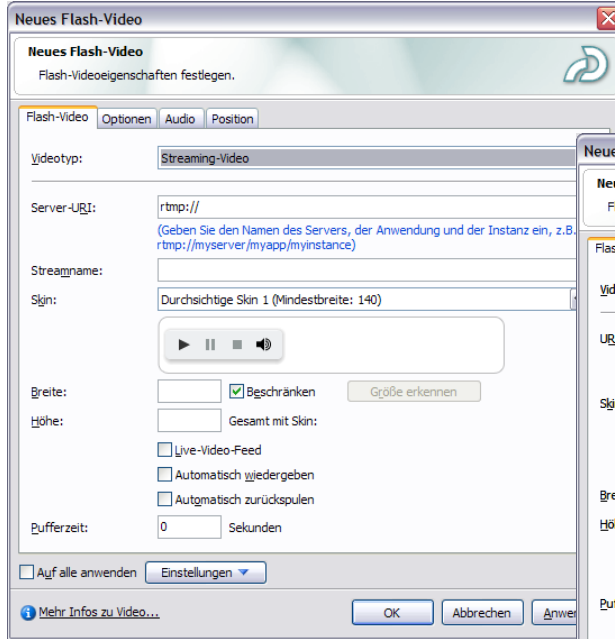 Neues Flash-Video
Neues Flash-Video
Flash-Videoeigenschaften festlegen.
Flash-Video Optionen Audio Position
Videotyp: Streaming-Video
Server-URI: rtmp://
(Geben Sie den Namen des Servers, der Anwendung und der Instanz ein, z.B.
rtmp://myserver/myapp/myinstance)
Streamname:
Skin: Durchsichtige Skin 1 (Mindestbreite: 140)
Breite: Beschränken Größe erkennen
Höhe: Gesamt mit Skin:
Live-Video-Feed
Automatisch wiedergeben
Automatisch zurückspulen
Pufferzeit: 0 Sekunden
Auf alle anwenden Einstellungen
Mehr Infos zu Video... OK Abbrechen